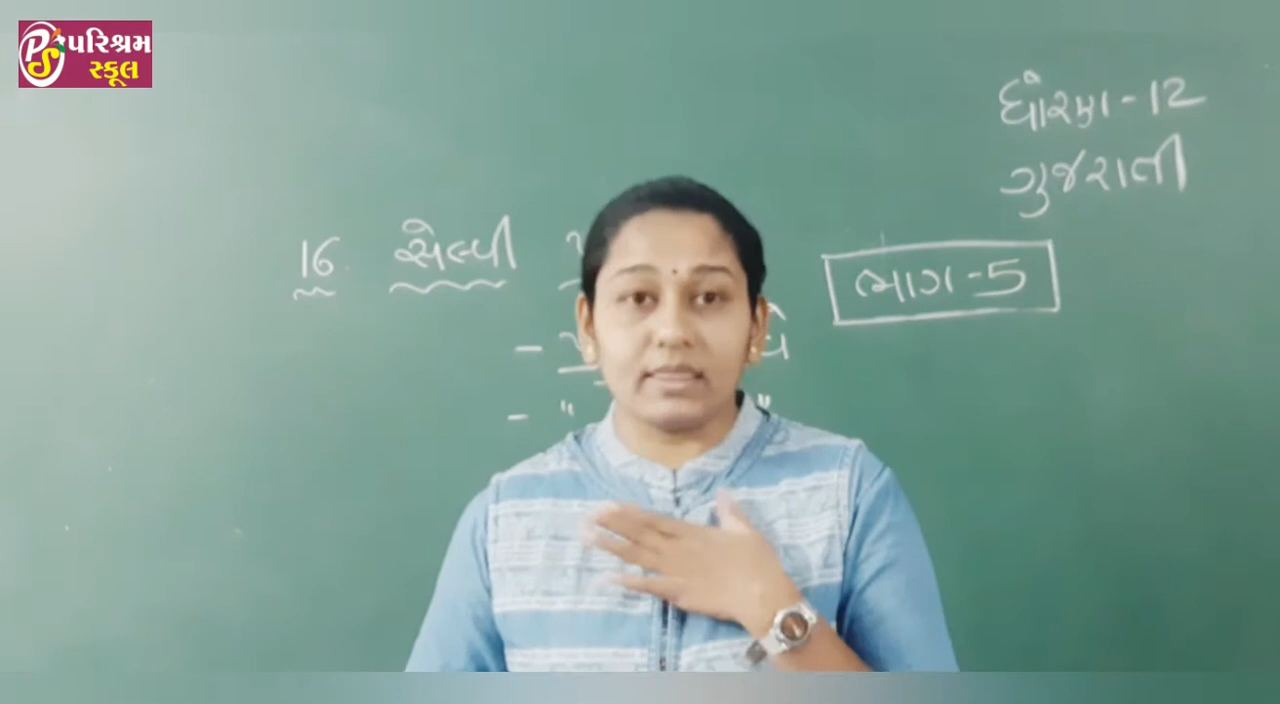 પરિશ્રમ
સ્કૂલ
ધોરણ - 12
ગુજરાતી
16 સેલ્ફી
ભાગ - 5